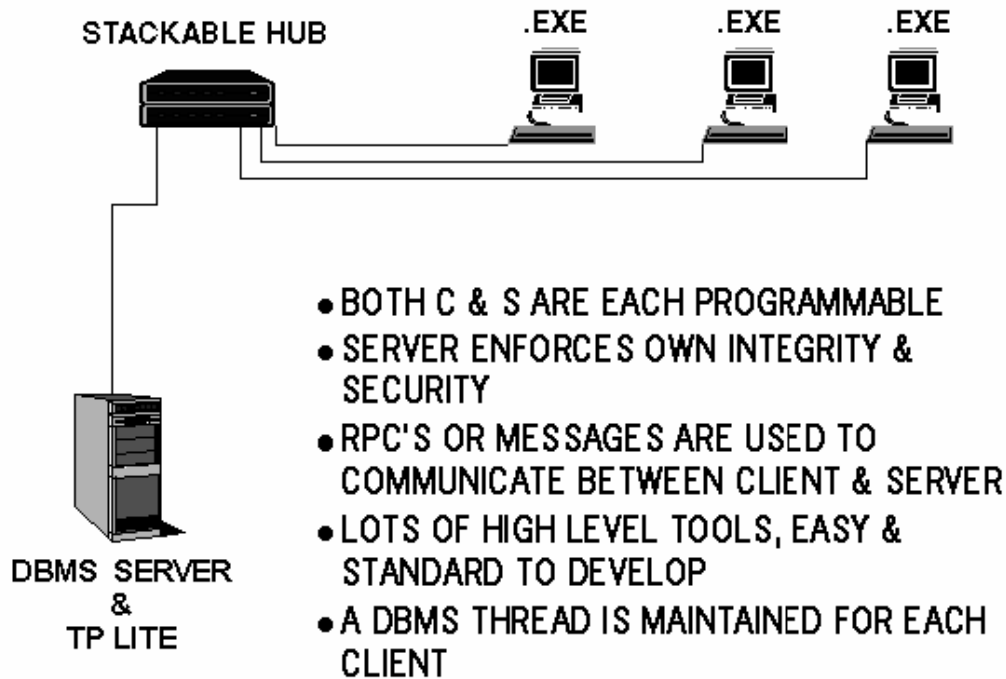 STACKABLE HUB
.EXE
.EXE
.EXE
● BOTH C & S ARE EACH PROGRAMMABLE
● SERVER ENFORCES OWN INTEGRITY &
SECURITY
● RPC'S OR MESSAGES ARE USED TO
COMMUNICATE BETWEEN CLIENT & SERVER
● LOTS OF HIGH LEVEL TOOLS, EASY &
STANDARD TO DEVELOP
● A DBMS THREAD IS MAINTAINED FOR EACH
CLIENT
DBMS SERVER
&
TP LITE